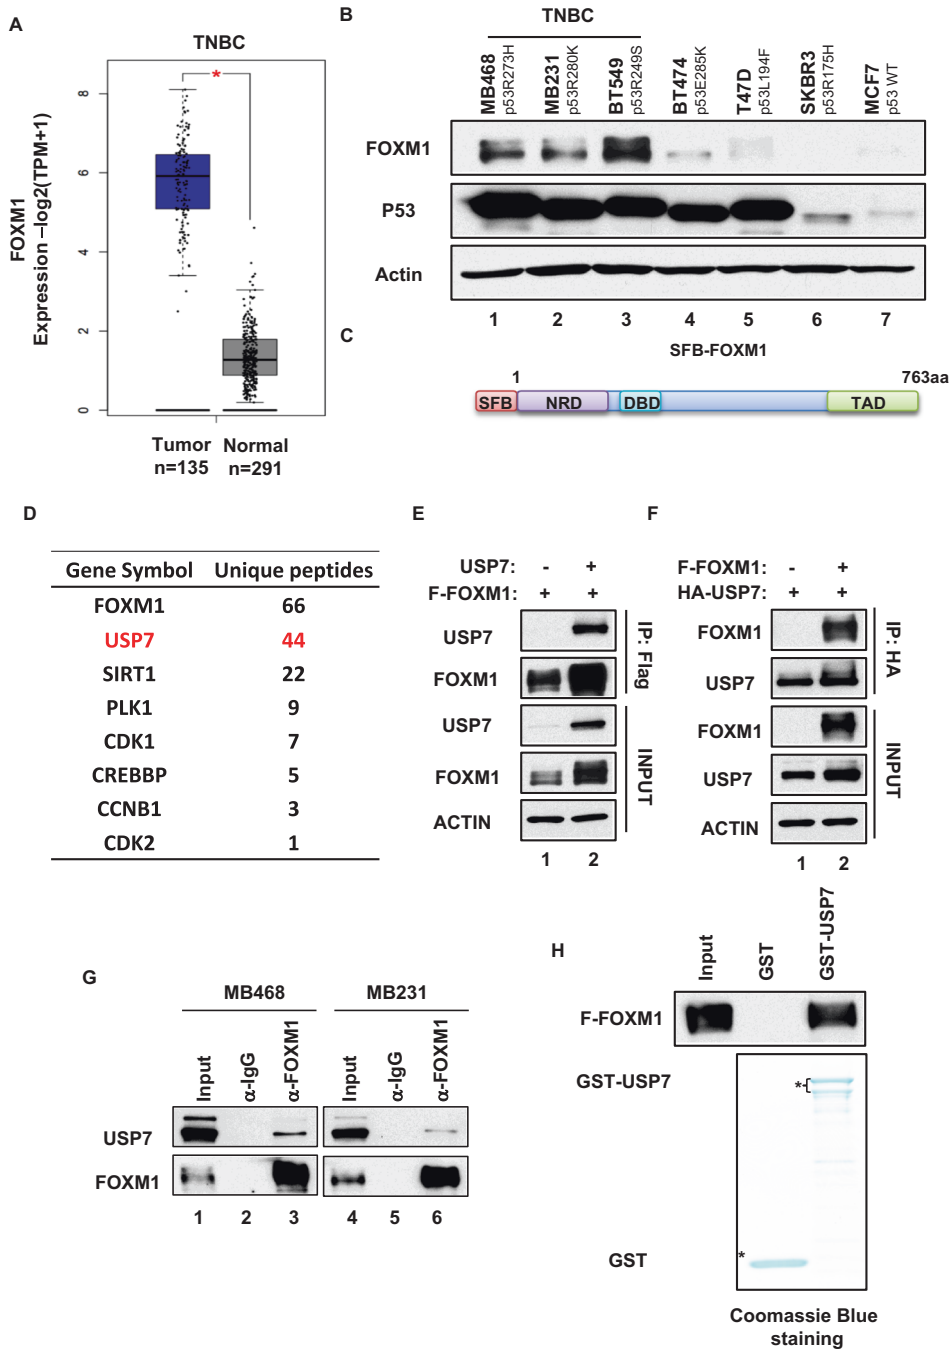 A
TNBC
*
FOXM1
Expression –log2(TPM+1)
8
6
4
2
0
Tumor
n=135
Normal
n=291
B
TNBC
MB468
p53R273H
MB231
p53R280K
BT549
p53R249S
BT474
p53E285K
T47D
p53L194F
SKBR3
p53R175H
MCF7
p53 WT
FOXM1
P53
Actin
1 2 3 4 5 6 7
C
SFB-FOXM1
1 763aa
SFB NRD DBD TAD
D
Gene Symbol Unique peptides
FOXM1 66
USP7 44
SIRT1 22
PLK1 9
CDK1 7
CREBBP 5
CCNB1 3
CDK2 1
E
USP7: - +
F-FOXM1: + +
USP7
FOXM1
IP: Flag
USP7
FOXM1
ACTIN
INPUT
1 2
F
F-FOXM1: - +
HA-USP7: + +
FOXM1
USP7
IP: HA
FOXM1
USP7
ACTIN
INPUT
1 2
G
MB468 MB231
Input
α-IgG
α-FOXM1
Input
α-IgG
α-FOXM1
USP7
FOXM1
1 2 3 4 5 6
H
Input
GST
GST-USP7
F-FOXM1
GST-USP7
*
GST
*
Coomassie Blue
staining